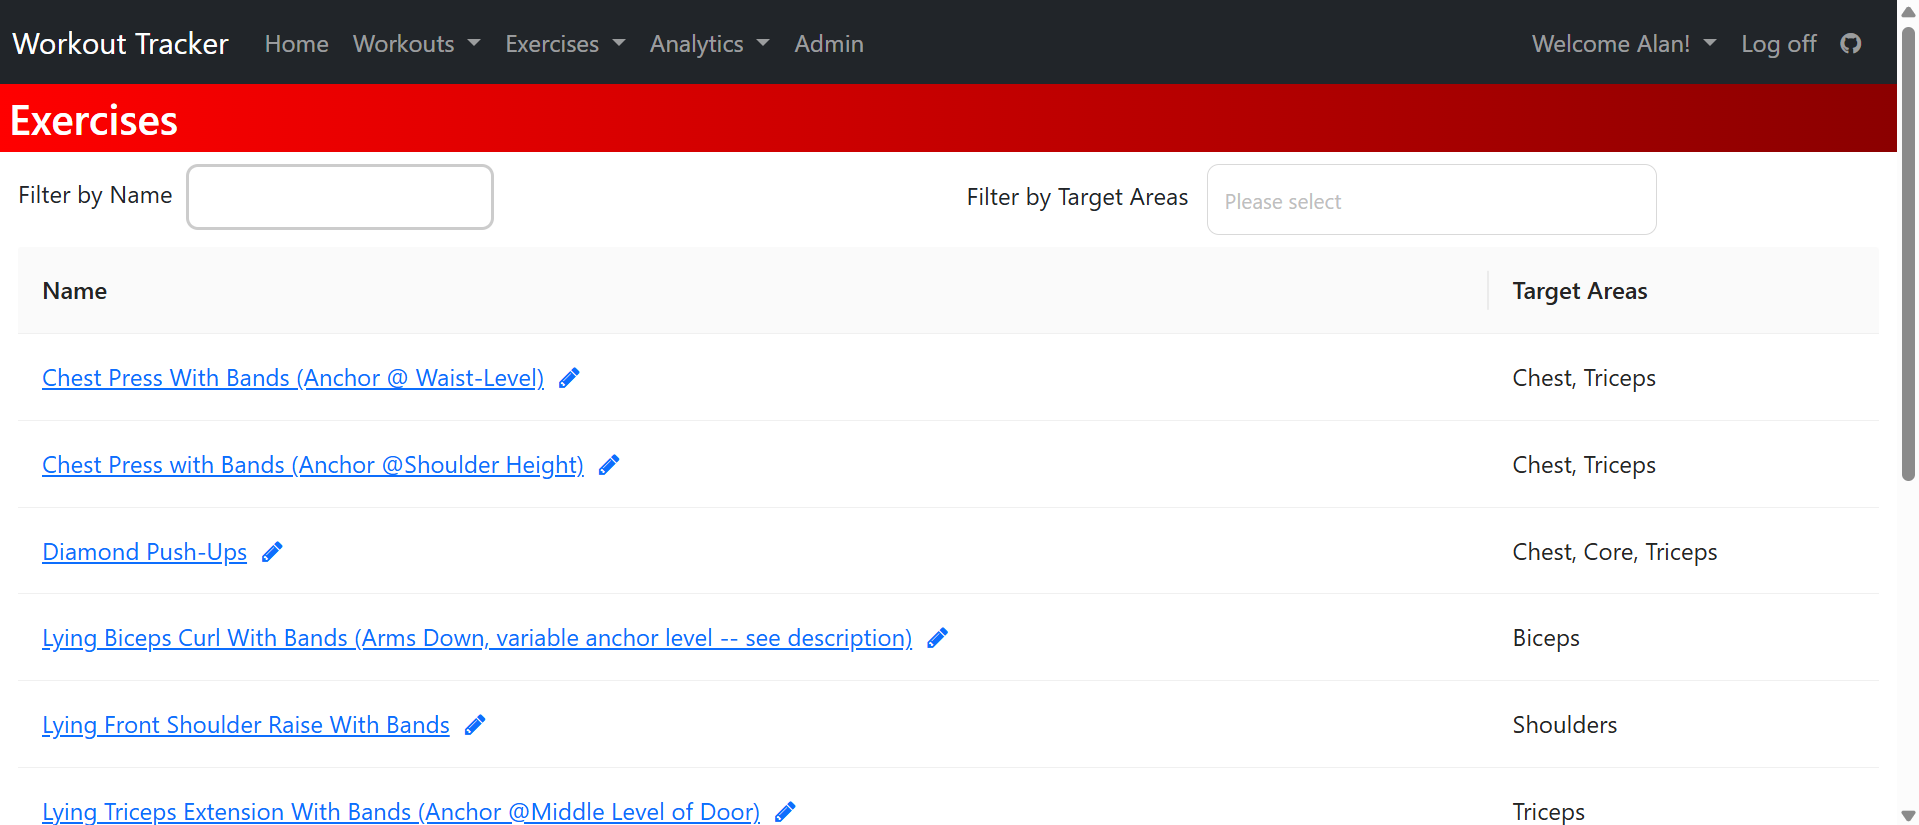 Workout Tracker Home Workouts Exercises Analytics Admin Welcome Alan! Log off
Exercises
Filter by Name Filter by Target Areas Please select
Name Target Areas
Chest Press With Bands (Anchor @ Waist-Level) Chest, Triceps
Chest Press with Bands (Anchor @Shoulder Height) Chest, Triceps
Diamond Push-Ups Chest, Core, Triceps
Lying Biceps Curl With Bands (Arms Down, variable anchor level -- see description) Biceps
Lying Front Shoulder Raise With Bands Shoulders
Lying Triceps Extension With Bands (Anchor @Middle Level of Door) Triceps